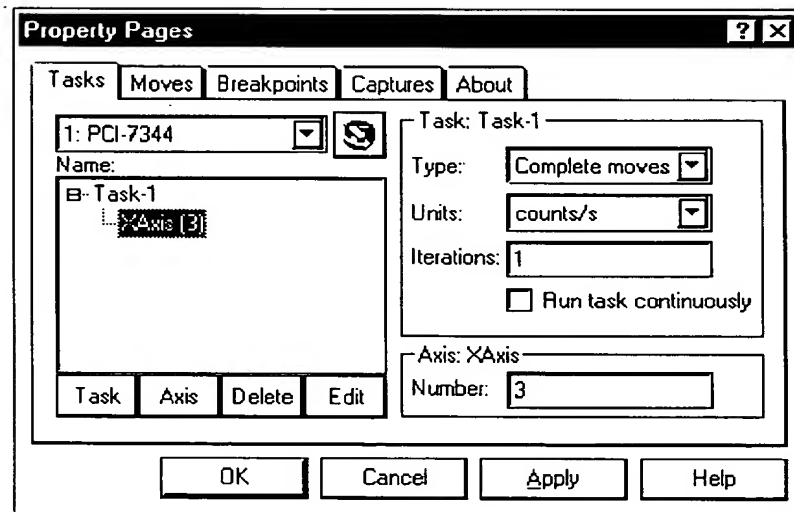 Property Pages
Tasks Moves Breakpoints Captures About
1: PCI-7344
Name:
Task-1
XAxis [3]
Task Axis Delete Edit
Task: Task-1
Type: Complete moves
Units: counts/s
Iterations: 1
Run task continuously
Axis: XAxis
Number: 3
OK Cancel Apply Help